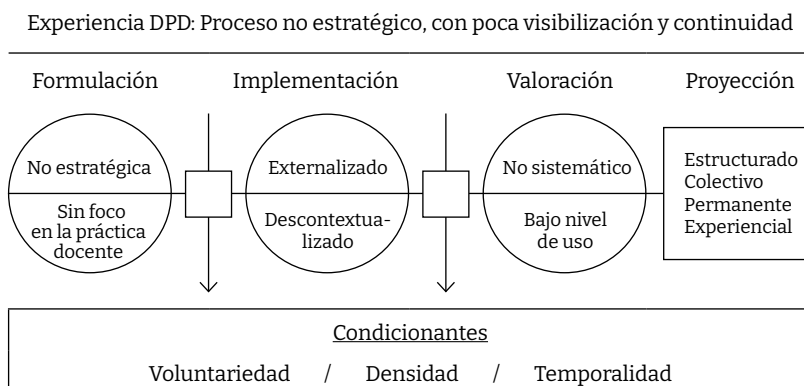 Experiencia DPD: Proceso no estratégico, con poca visibilización y continuidad
Formulación
Implementación
Valoración
Proyección
No estratégica
Sin foco
en la práctica
docente
Externalizado
Descontextua-
lizado
No sistemático
Bajo nivel
de uso
Estructurado
Colectivo
Permanente
Experiencial
Condicionantes
Voluntariedad / Densidad / Temporalidad